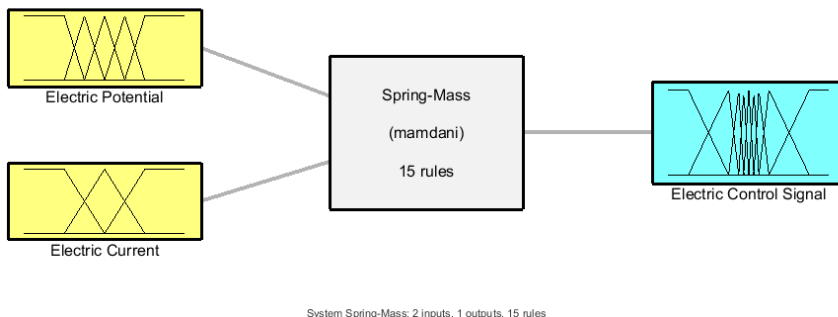 Electric Potential
Electric Current
Spring-Mass
(mamdani)
15 rules
Electric Control Signal
System Spring-Mass: 2 inputs, 1 outputs, 15 rules